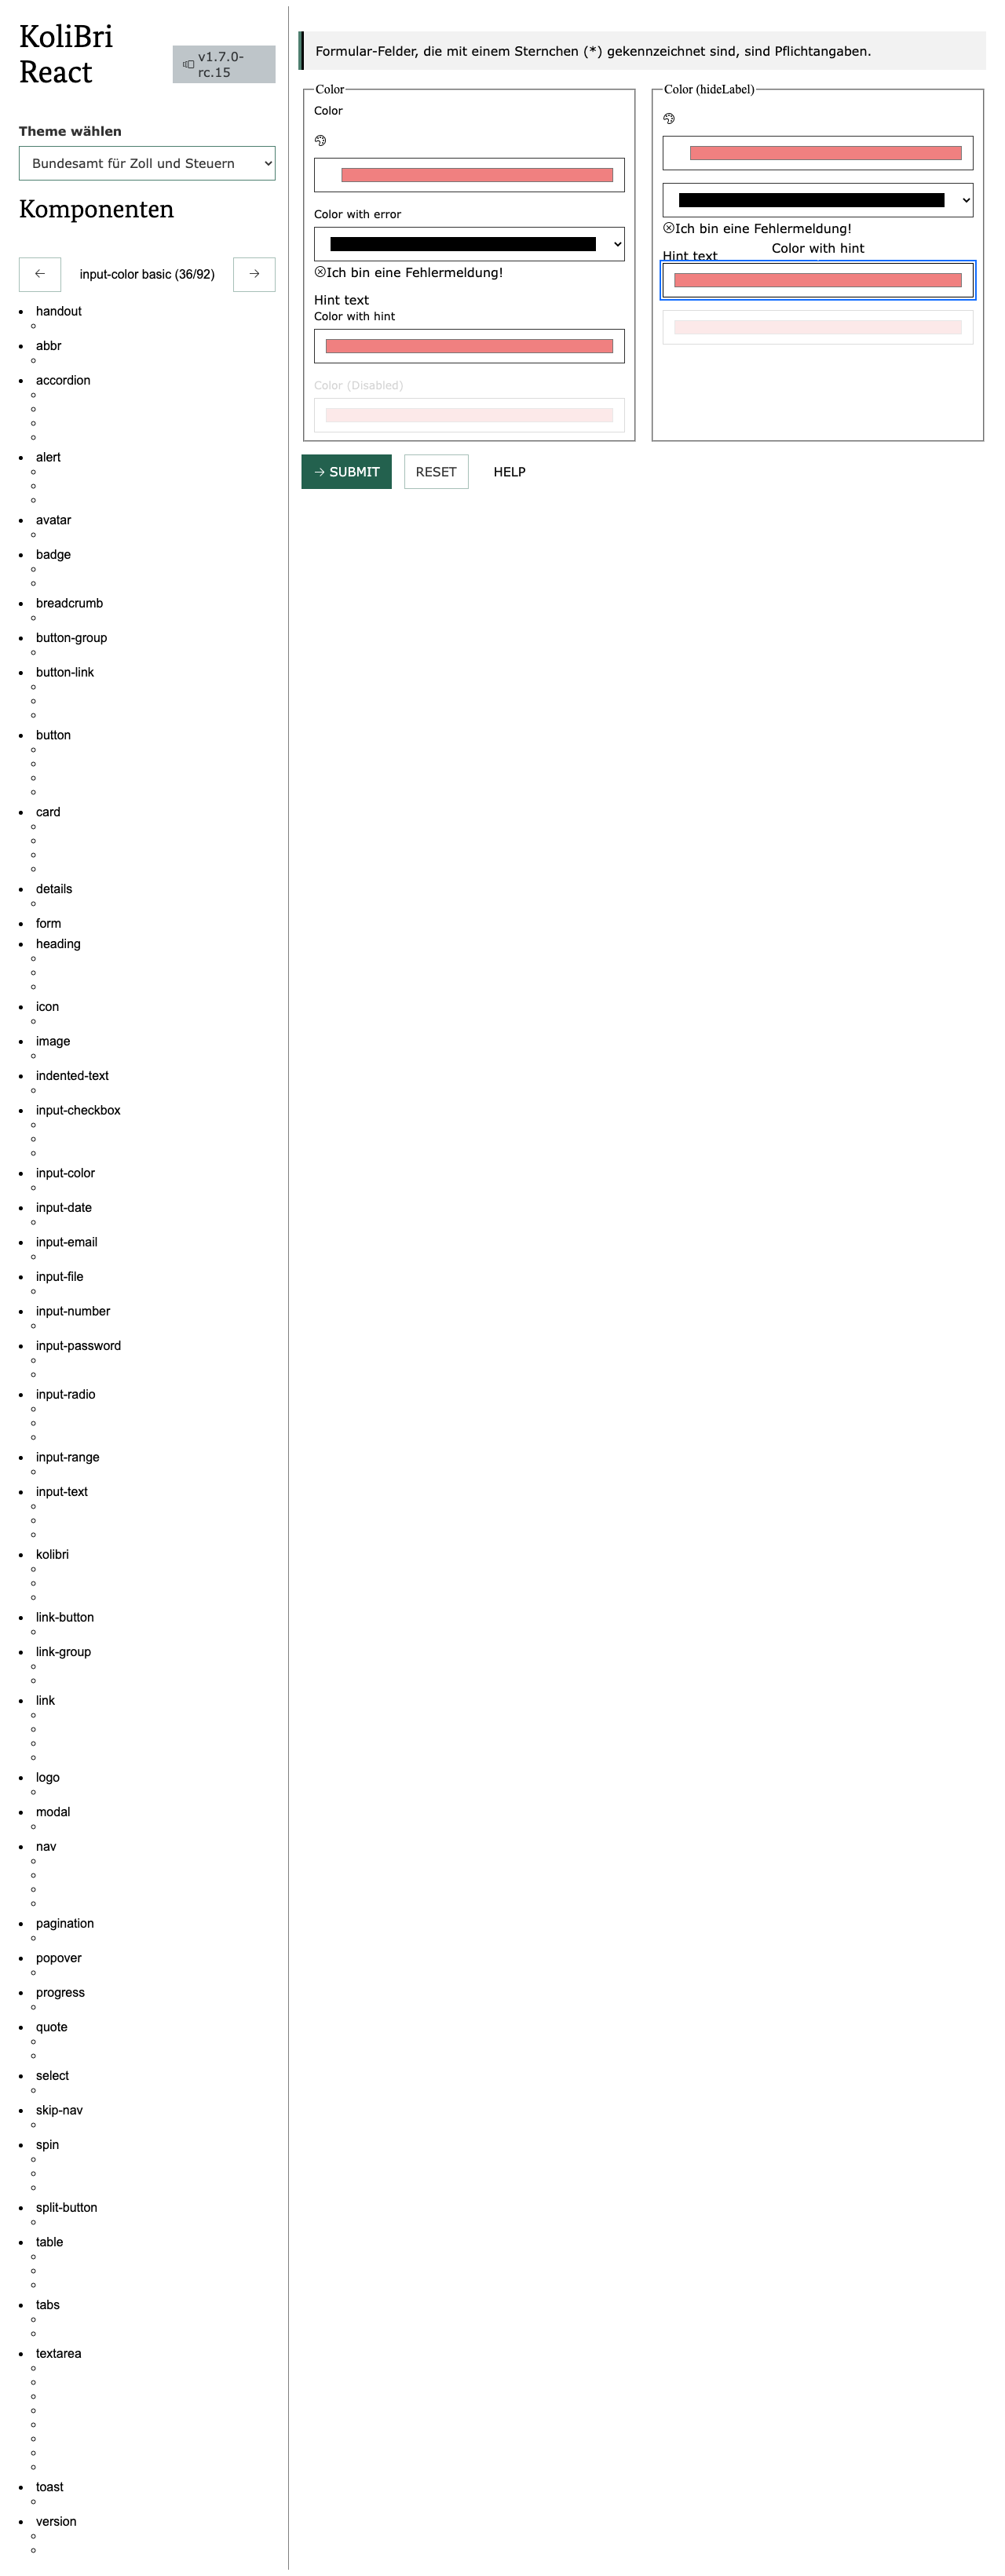 KoliBri
React
v1.7.0-
rc.15
Theme wählen
Bundesamt für Zoll und Steuern
Komponenten
input-color basic (36/92)
handout
abbr
accordion
alert
avatar
badge
breadcrumb
button-group
button-link
button
card
details
form
heading
icon
image
indented-text
input-checkbox
input-color
input-date
input-email
input-file
input-number
input-password
input-radio
input-range
input-text
kolibri
link-button
link-group
link
logo
modal
nav
pagination
popover
progress
quote
select
skip-nav
spin
split-button
table
tabs
textarea
toast
version
Formular-Felder, die mit einem Sternchen (*) gekennzeichnet sind, sind Pflichtangaben.
Color
Color
Color with error
Ich bin eine Fehlermeldung!
Hint text
Color with hint
Color (Disabled)
Color (hideLabel)
Ich bin eine Fehlermeldung!
Color with hint
Hint text
SUBMIT
RESET
HELP